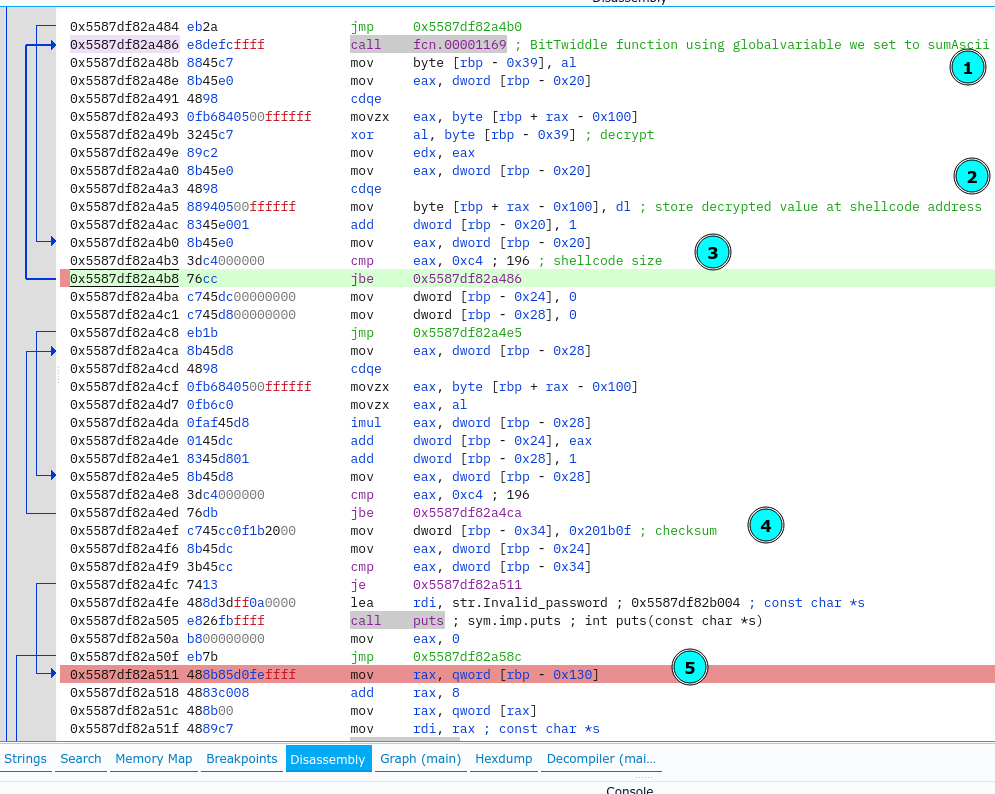 Disassembly
0x5587df82a484 eb2a jmp 0x5587df82a4b0
0x5587df82a486 e8defcffff call fcn.00001169 ; BitTwiddle function using globalvariable we set to sumAscii
1
0x5587df82a48b 8845c7 mov byte [rbp - 0x39], al
0x5587df82a48e 8b45e0 mov eax, dword [rbp - 0x20]
0x5587df82a491 4898 cdqe
0x5587df82a493 0fb6840500ffffff movzx eax, byte [rbp + rax - 0x100]
0x5587df82a49b 3245c7 xor al, byte [rbp - 0x39] ; decrypt
0x5587df82a49e 89c2 mov edx, eax
0x5587df82a4a0 8b45e0 mov eax, dword [rbp - 0x20]
2
0x5587df82a4a3 4898 cdqe
0x5587df82a4a5 88940500ffffff mov byte [rbp + rax - 0x100], dl ; store decrypted value at shellcode address
0x5587df82a4ac 8345e001 add dword [rbp - 0x20], 1
0x5587df82a4b0 8b45e0 mov eax, dword [rbp - 0x20]
3
0x5587df82a4b3 3dc4000000 cmp eax, 0xc4 ; 196 ; shellcode size
0x5587df82a4b8 76cc jbe 0x5587df82a486
0x5587df82a4ba c745dc00000000 mov dword [rbp - 0x24], 0
0x5587df82a4c1 c745d800000000 mov dword [rbp - 0x28], 0
0x5587df82a4c8 eb1b jmp 0x5587df82a4e5
0x5587df82a4ca 8b45d8 mov eax, dword [rbp - 0x28]
0x5587df82a4cd 4898 cdqe
0x5587df82a4cf 0fb6840500ffffff movzx eax, byte [rbp + rax - 0x100]
0x5587df82a4d7 0fb6c0 movzx eax, al
0x5587df82a4da 0faf45d8 imul eax, dword [rbp - 0x28]
0x5587df82a4de 0145dc add dword [rbp - 0x24], eax
0x5587df82a4e1 8345d801 add dword [rbp - 0x28], 1
0x5587df82a4e5 8b45d8 mov eax, dword [rbp - 0x28]
0x5587df82a4e8 3dc4000000 cmp eax, 0xc4 ; 196
0x5587df82a4ed 76db jbe 0x5587df82a4ca
0x5587df82a4ef c745cc0f1b2000 mov dword [rbp - 0x34], 0x201b0f ; checksum
4
0x5587df82a4f6 8b45dc mov eax, dword [rbp - 0x24]
0x5587df82a4f9 3b45cc cmp eax, dword [rbp - 0x34]
0x5587df82a4fc 7413 je 0x5587df82a511
0x5587df82a4fe 488d3dff0a0000 lea rdi, str.Invalid_password ; 0x5587df82b004 ; const char *s
0x5587df82a505 e826fbffff call puts ; sym.imp.puts ; int puts(const char *s)
0x5587df82a50a b800000000 mov eax, 0
0x5587df82a50f eb7b jmp 0x5587df82a58c
5
0x5587df82a511 488b85d0feffff mov rax, qword [rbp - 0x130]
0x5587df82a518 4883c008 add rax, 8
0x5587df82a51c 488b00 mov rax, qword [rax]
0x5587df82a51f 4889c7 mov rdi, rax ; const char *s
Strings Search Memory Map Breakpoints Disassembly Graph (main) Hexdump Decompiler (mai...
Console